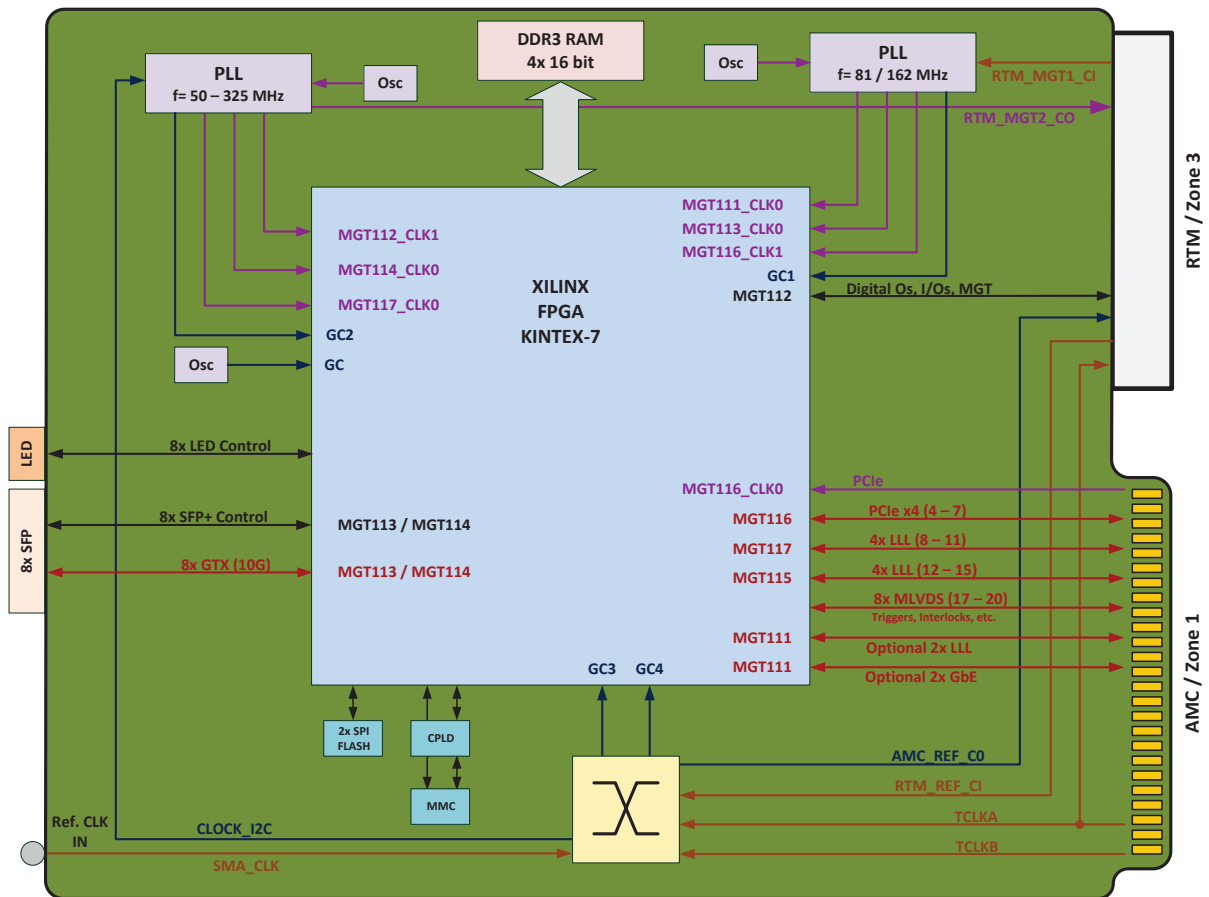 DDR3 RAM
4x 16 bit
PLL
f= 50 – 325 MHz
Osc
Osc
PLL
f= 81 / 162 MHz
RTM_MGT1_CI
RTM_MGT2_CO
RTM / Zone 3
MGT112_CLK1
MGT114_CLK0
MGT117_CLK0
GC2
Osc
GC
XILINX
FPGA
KINTEX-7
MGT111_CLK0
MGT113_CLK0
MGT116_CLK1
GC1
MGT112
Digital Os, I/Os, MGT
LED
8x LED Control
8x SFP
8x SFP+ Control
MGT113 / MGT114
8x GTX (10G)
MGT113 / MGT114
MGT116_CLK0
PCIe
MGT116
PCIe x4 (4 – 7)
MGT117
4x LLL (8 – 11)
MGT115
4x LLL (12 – 15)
8x MLVDS (17 – 20)
Triggers, Interlocks, etc.
MGT111
Optional 2x LLL
MGT111
Optional 2x GbE
AMC / Zone 1
GC3
GC4
2x SPI
FLASH
CPLD
MMC
AMC_REF_C0
RTM_REF_CI
TCLKA
TCLKB
Ref. CLK
IN
CLOCK_I2C
SMA_CLK